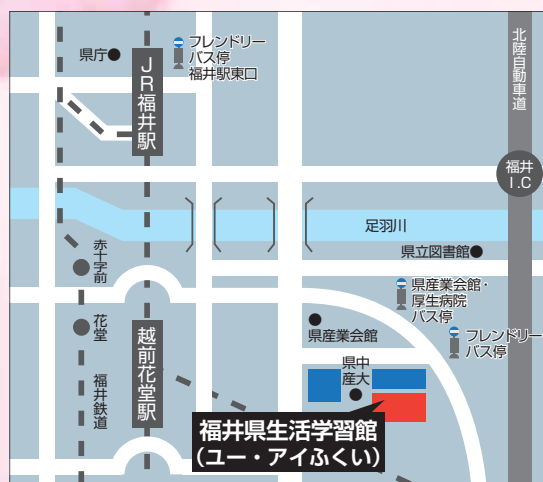 県庁
フレンドリー
バス停
福井駅東口
JR福井駅
北陸自動車道
福井
I.C
足羽川
県立図書館
赤十字前
県産業会館・
厚生病院
バス停
花堂
越前花堂駅
県産業会館
フレンドリー
バス停
県中
産大
福井鉄道
福井県生活学習館
(ユー・アイふくい)